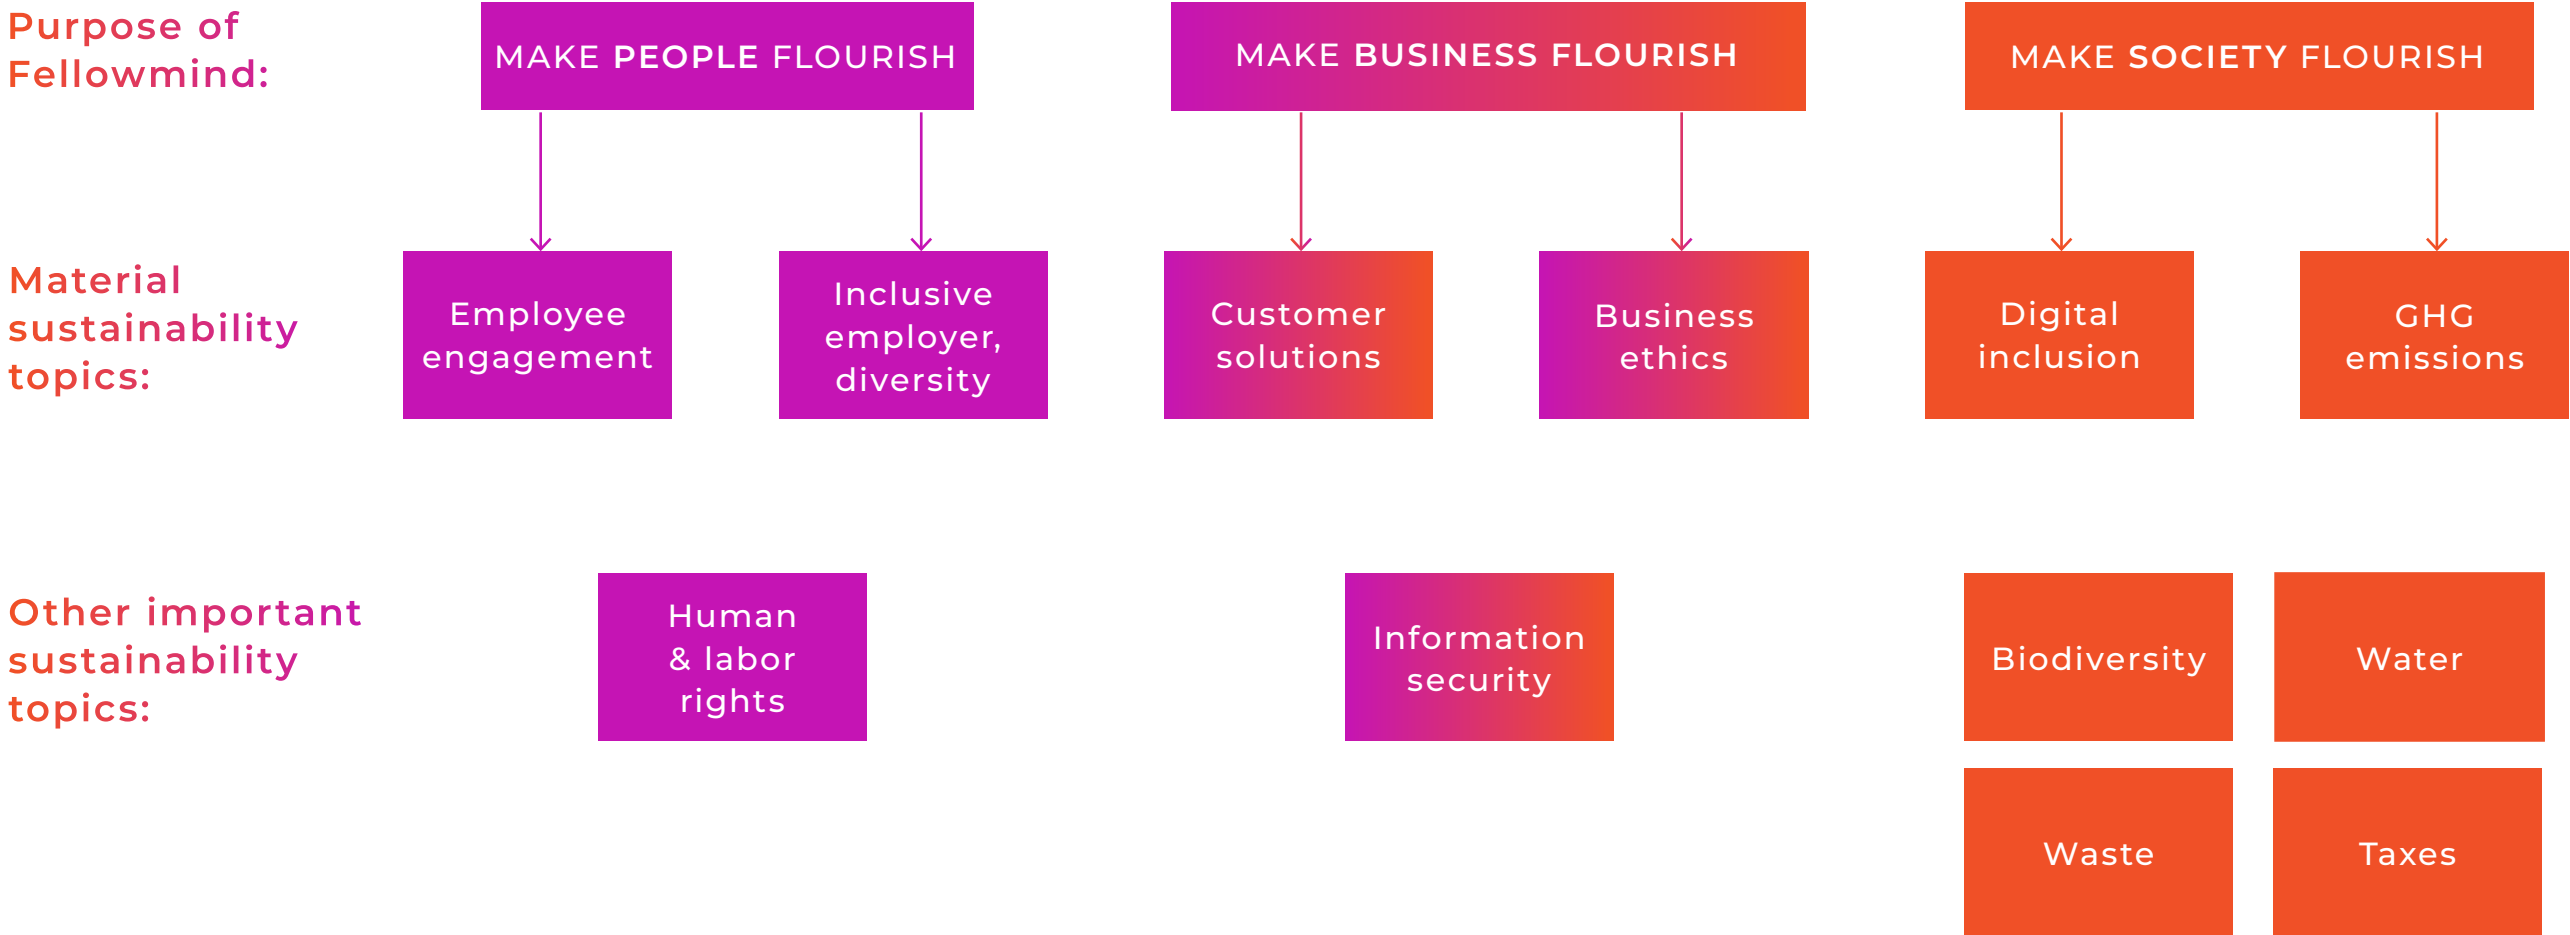 Purpose of
Fellowmind:
MAKE PEOPLE FLOURISH
MAKE BUSINESS FLOURISH
MAKE SOCIETY FLOURISH
Material
sustainability
topics:
Employee
engagement
Inclusive
employer,
diversity
Customer
solutions
Business
ethics
Digital
inclusion
GHG
emissions
Other important
sustainability
topics:
Human
& labor
rights
Information
security
Biodiversity
Water
Waste
Taxes